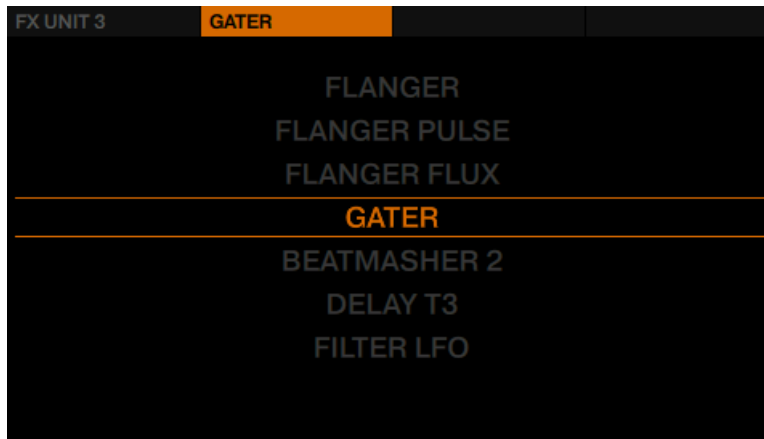 FX UNIT 3 GATER
FLANGER
FLANGER PULSE
FLANGER FLUX
GATER
BEATMASHER 2
DELAY T3
FILTER LFO